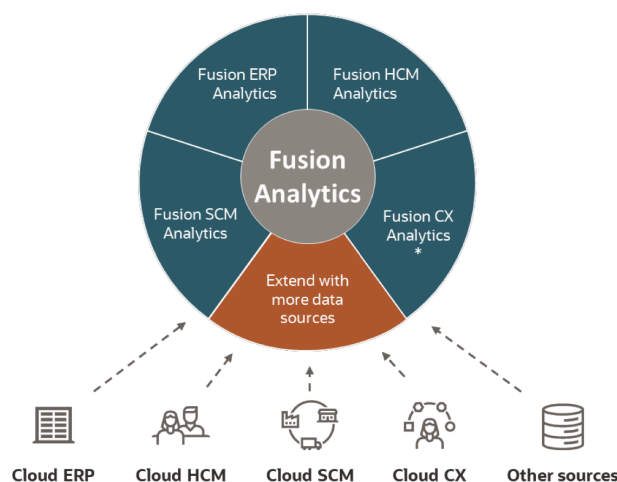 Fusion ERP
Analytics
Fusion HCM
Analytics
Fusion
Analytics
Fusion SCM
Analytics
Fusion CX
Analytics
*
Extend with
more data
sources
Cloud ERP
Cloud HCM
Cloud SCM
Cloud CX
Other sources